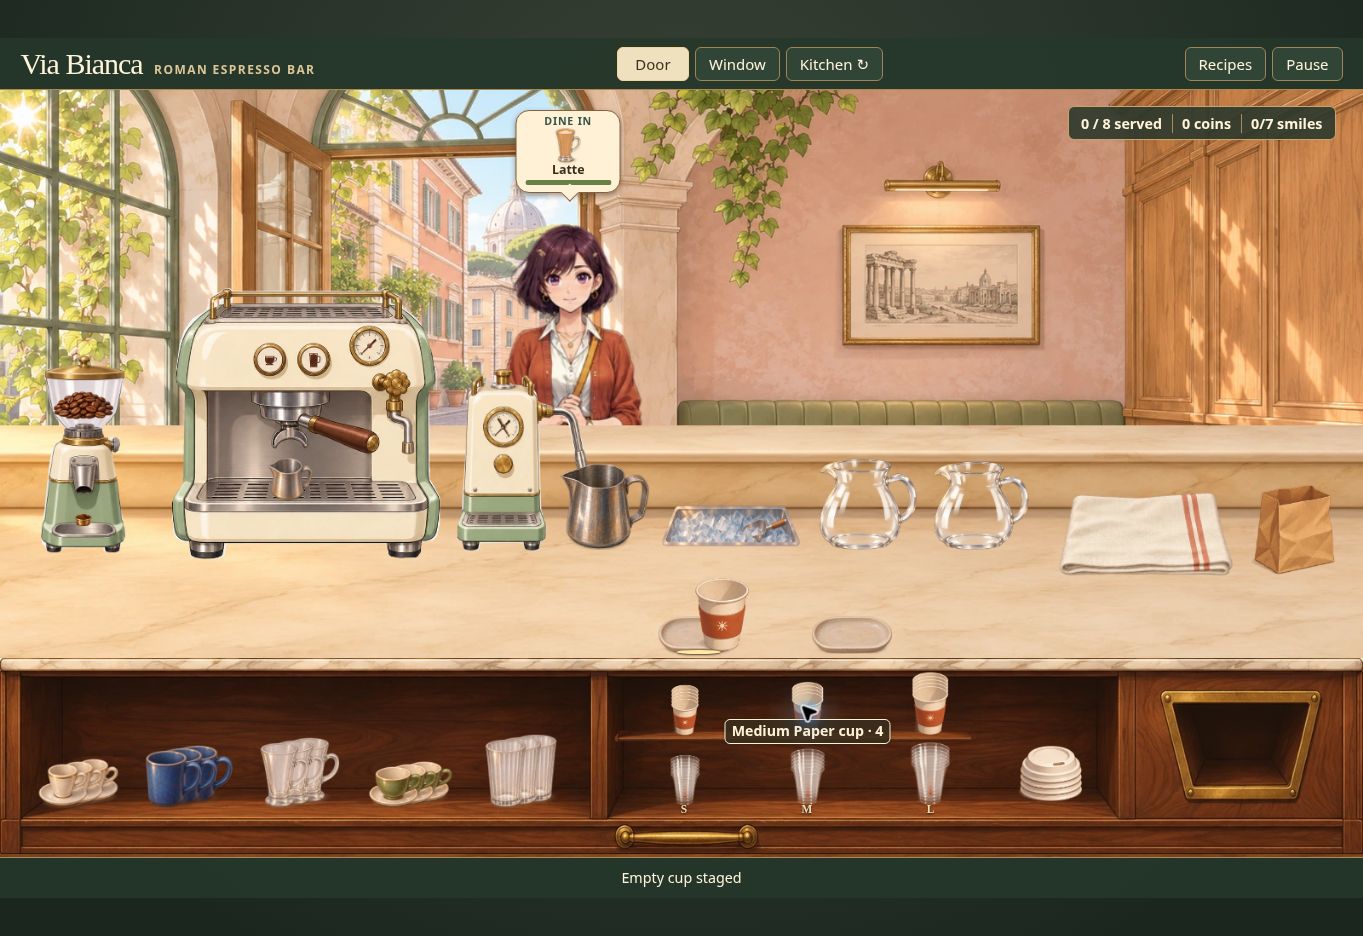 Via Bianca ROMAN ESPRESSO BAR
Door
Window
Kitchen ↻
Recipes
Pause
0 / 8 served
0 coins
0/7 smiles
DINE IN
Latte
Medium Paper cup · 4
S
M
L
Empty cup staged